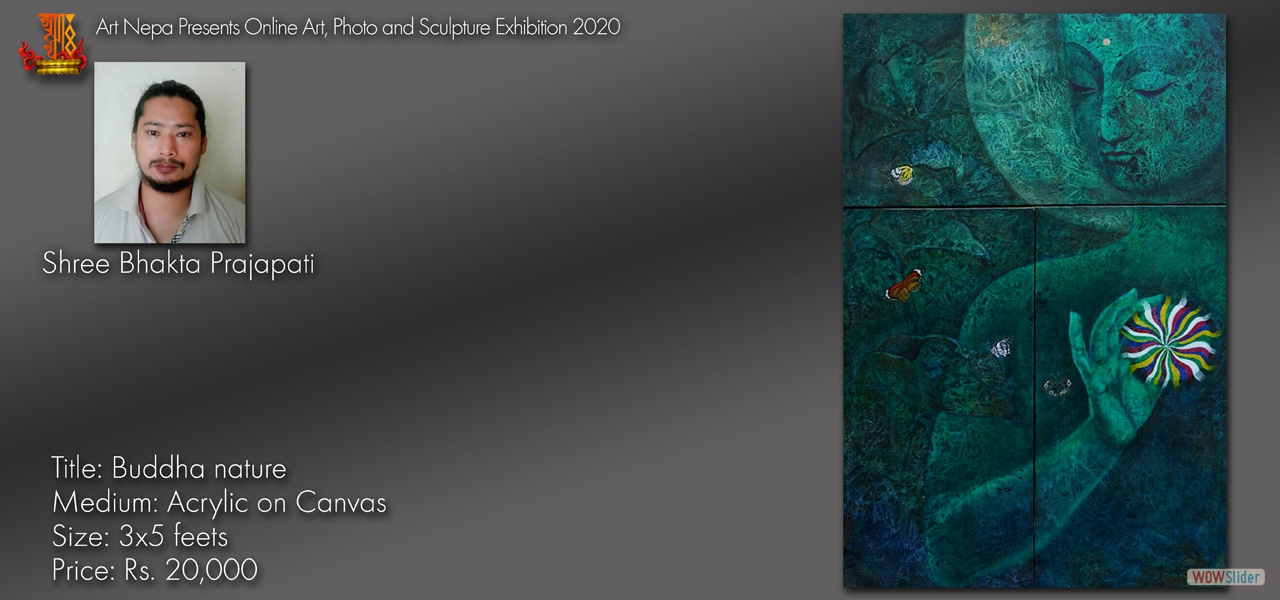 Art Nepa Presents Online Art, Photo and Sculpture Exhibition 2020
Shree Bhakta Prajapati
Title: Buddha nature
Medium: Acrylic on Canvas
Size: 3x5 feets
Price: Rs. 20,000
WOWSlider